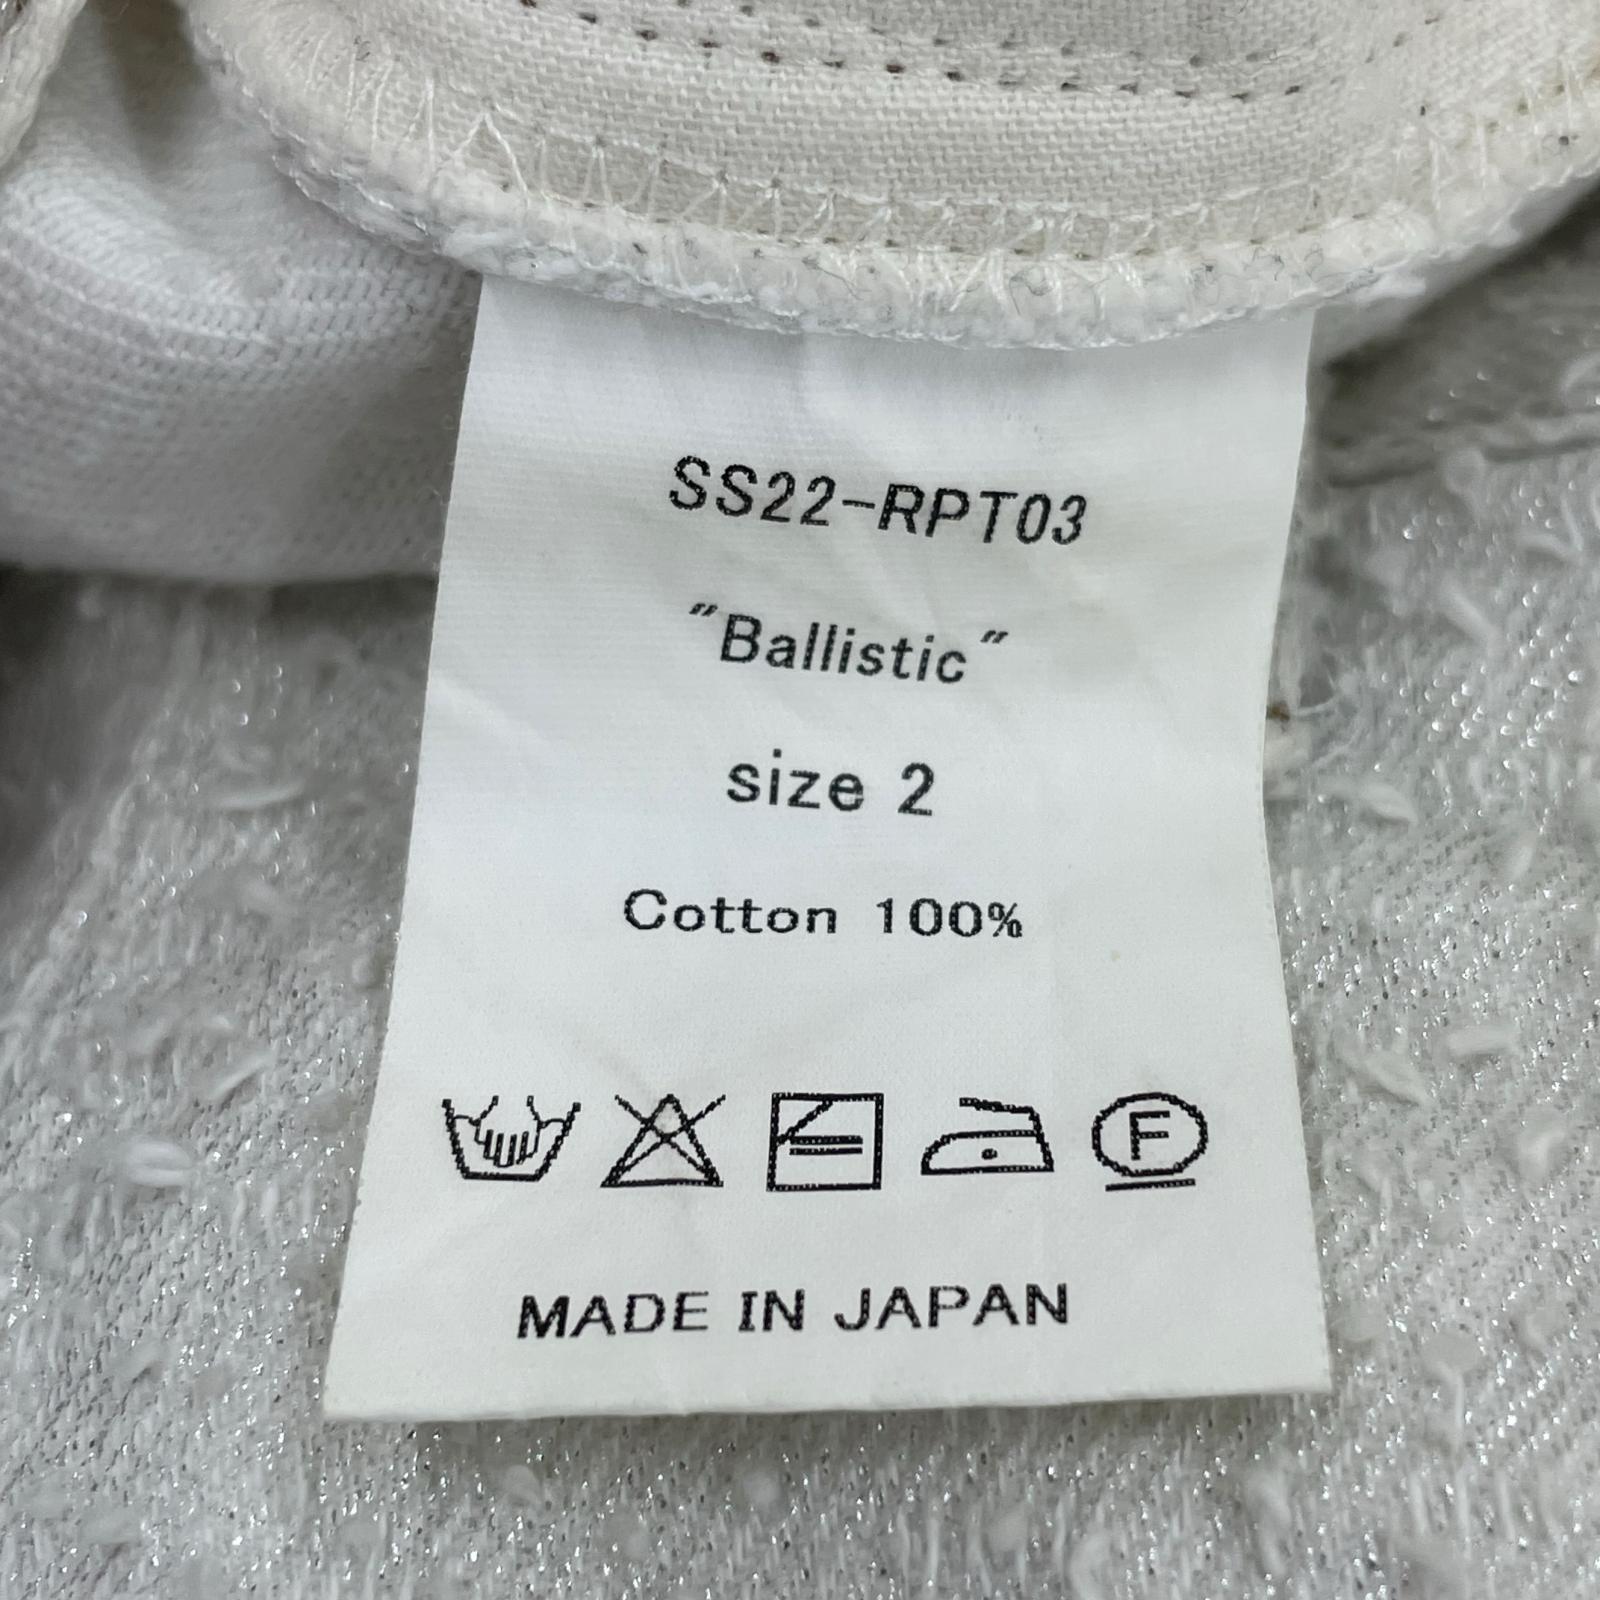 SS22-RPT03
"Ballistic"
size 2
Cotton 100%
F
MADE IN JAPAN